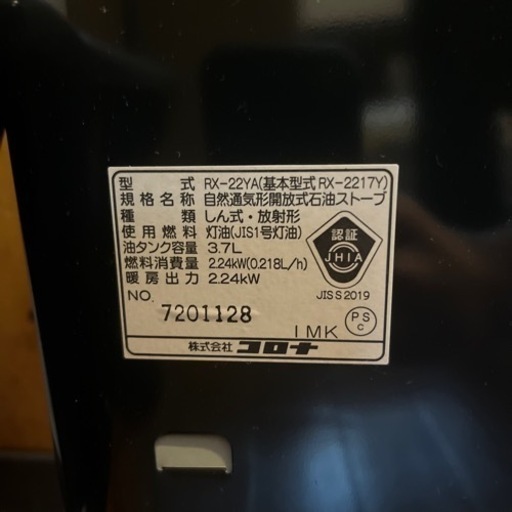 型式 RX-22YA(基本型式RX-2217Y)
規格名称 自然通気形開放式石油ストーブ
種類 しん式・放射形
使用燃料 灯油(JIS1号灯油)
油タンク容量 3.7L
燃料消費量 2.24kW(0.218L/h)
暖房出力 2.24kW
認証
JHIA
JIS S 2019
NO. 7201128
1MK
PS
C
株式会社 コロナ